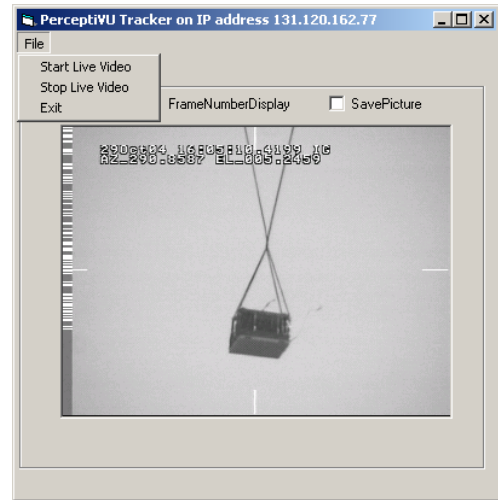 PerceptiVU Tracker on IP address 131.120.162.77
File
Start Live Video
Stop Live Video
Exit
FrameNumberDisplay
SavePicture
29Oct04 16:05:10.4199 IG
AZ_290.8587 EL_005.2459